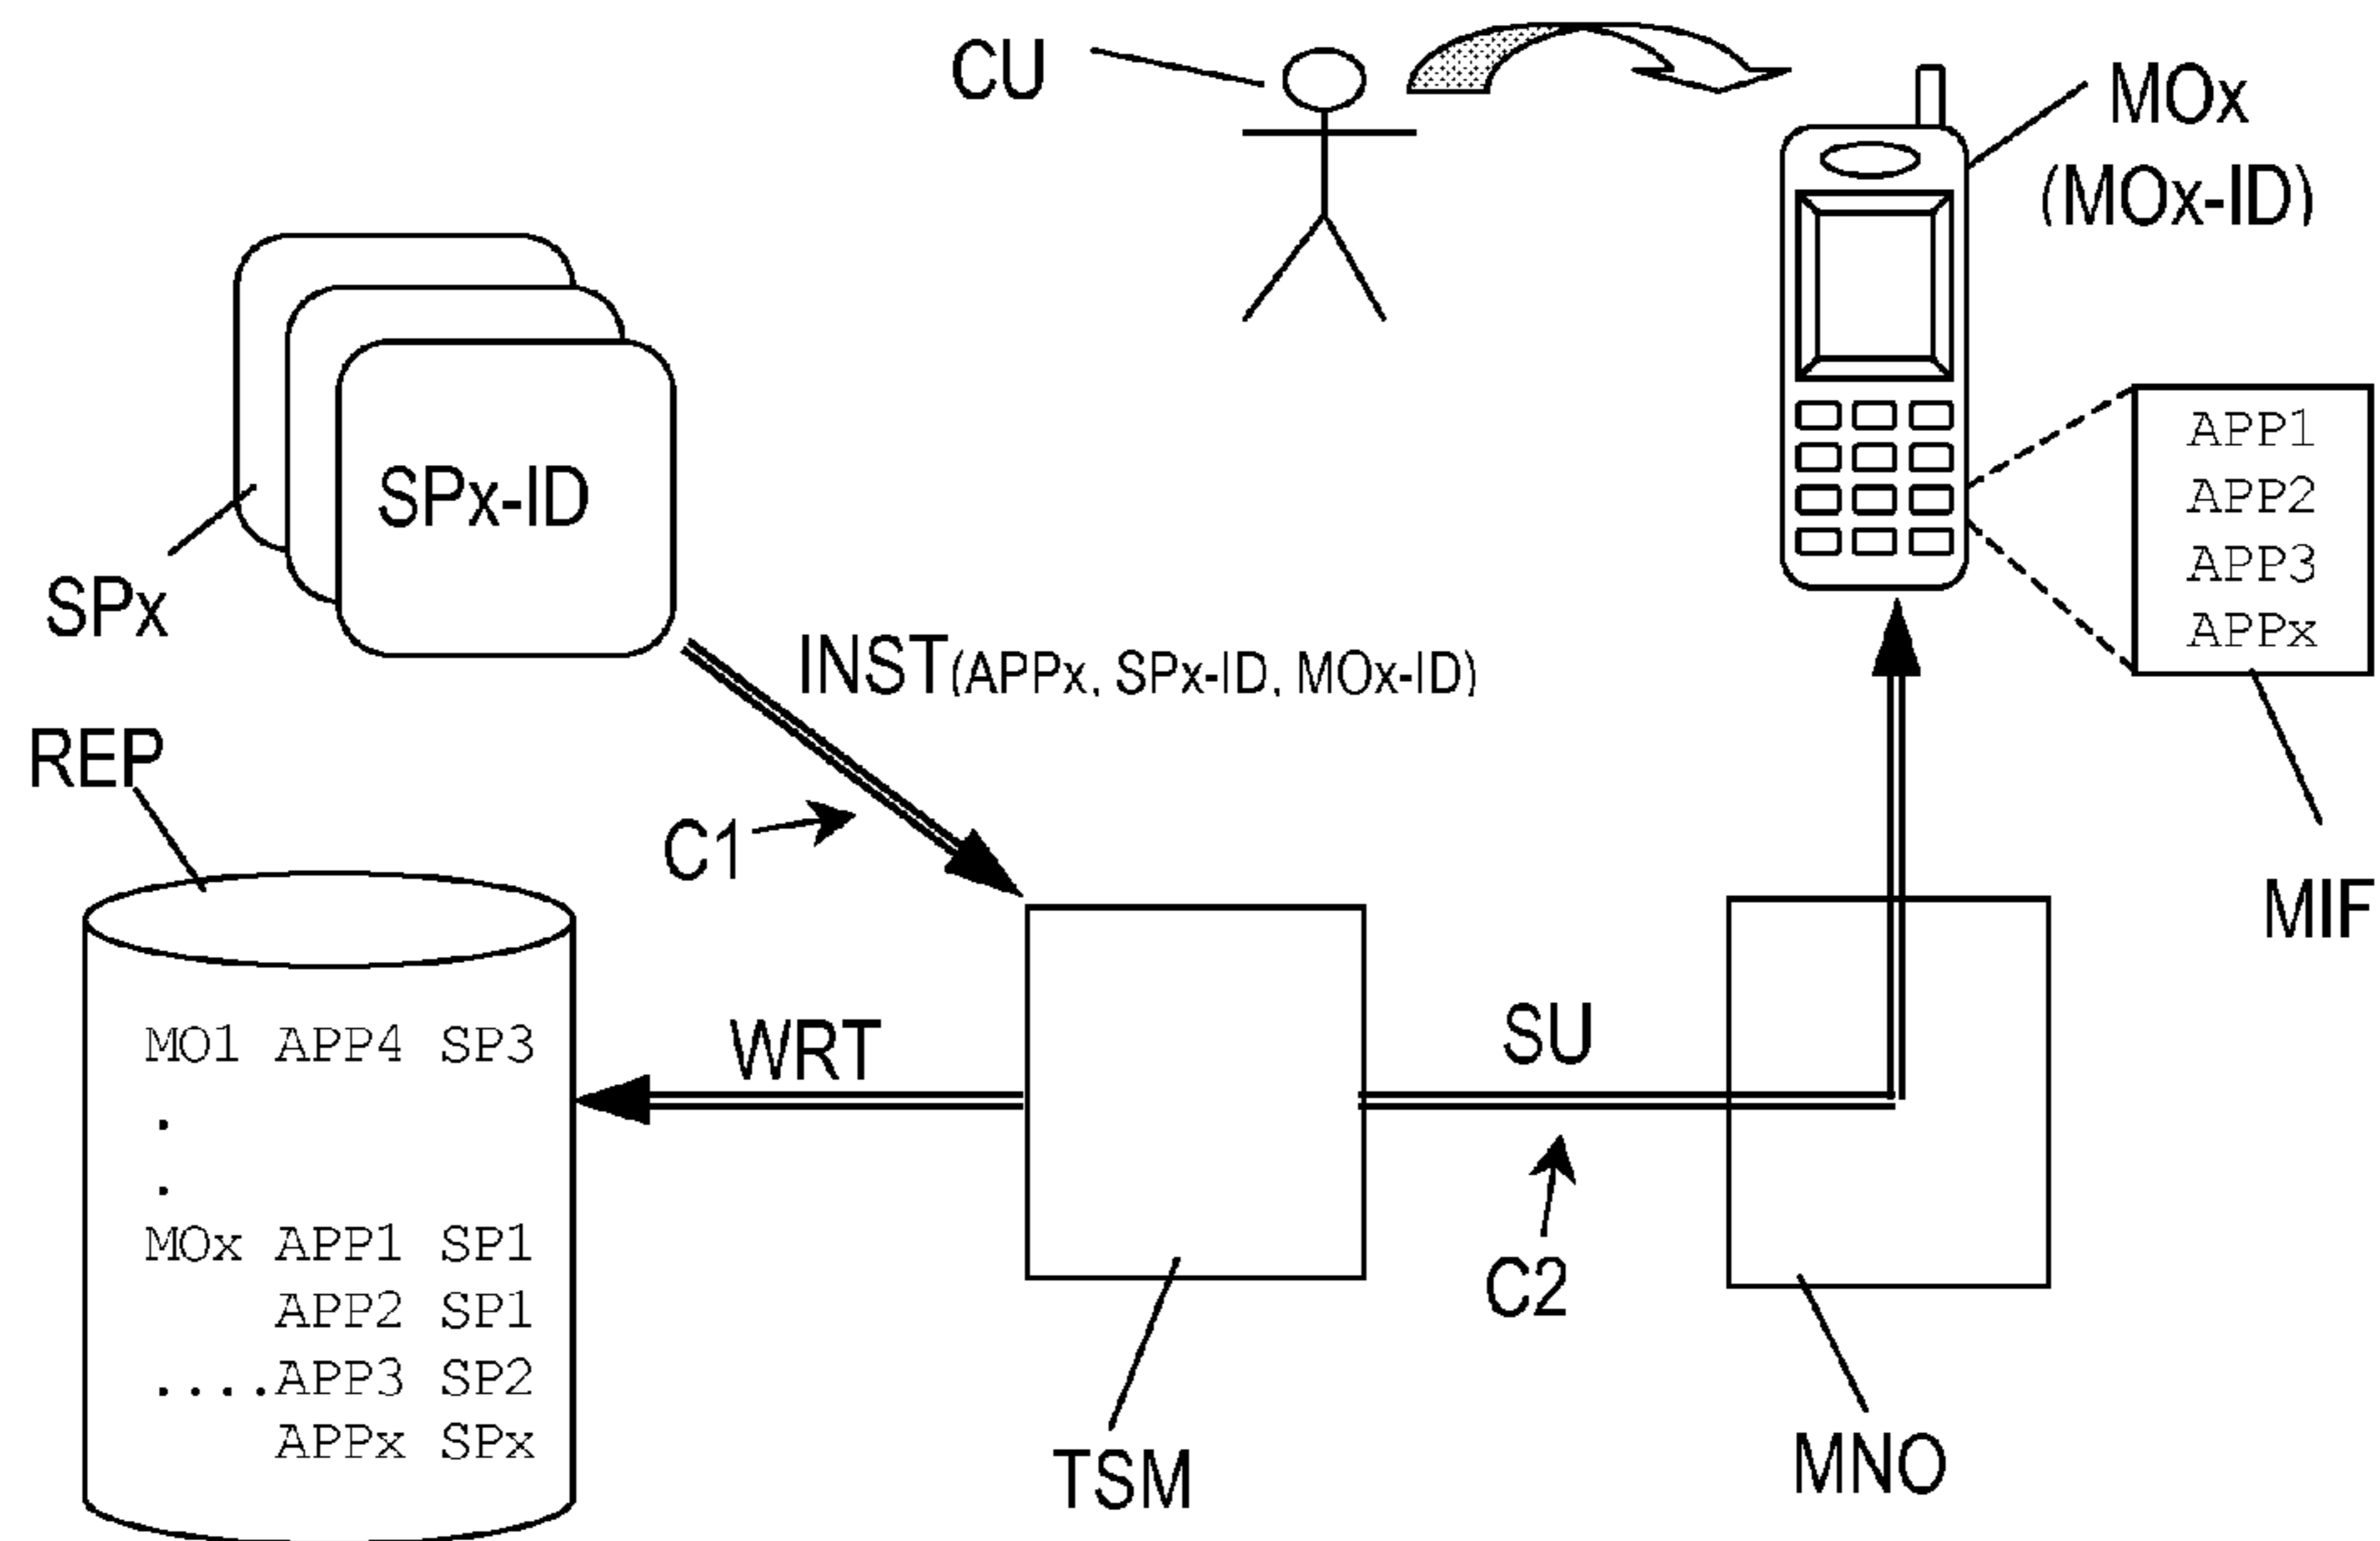 CU
MOx
(MOx-ID)
SPx-ID
SPx
APP1
APP2
APP3
APPx
MIF
INST(APPx, SPx-ID, MOx-ID)
C1
REP
MO1 APP4 SP3
.
.
MOx APP1 SP1
APP2 SP1
....APP3 SP2
APPx SPx
WRT
SU
C2
TSM
MNO